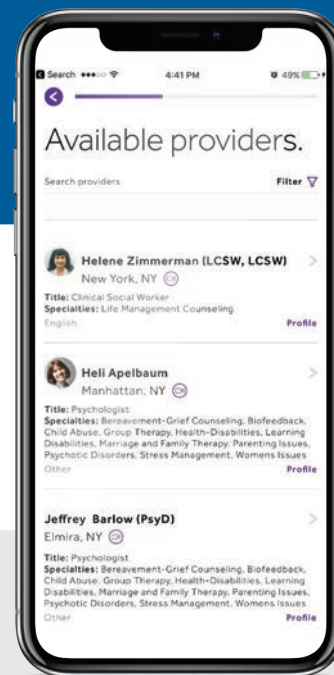 Search
4:41 PM
49%
Available providers.
Search providers
Filter
Helene Zimmerman (LCSW, LCSW)
New York, NY
Title: Clinical Social Worker
Specialties: Life Management Counseling
English
Profile
Heli Apelbaum
Manhattan, NY
Title: Psychologist
Specialties: Bereavement-Grief Counseling, Biofeedback,
Child Abuse, Group Therapy, Health-Disabilities, Learning
Disabilities, Marriage and Family Therapy, Parenting Issues,
Psychotic Disorders, Stress Management, Womens Issues
Other
Profile
Jeffrey Barlow (PsyD)
Elmira, NY
Title: Psychologist
Specialties: Bereavement-Grief Counseling, Biofeedback,
Child Abuse, Group Therapy, Health-Disabilities, Learning
Disabilities, Marriage and Family Therapy, Parenting Issues,
Psychotic Disorders, Stress Management, Womens Issues
Other
Profile